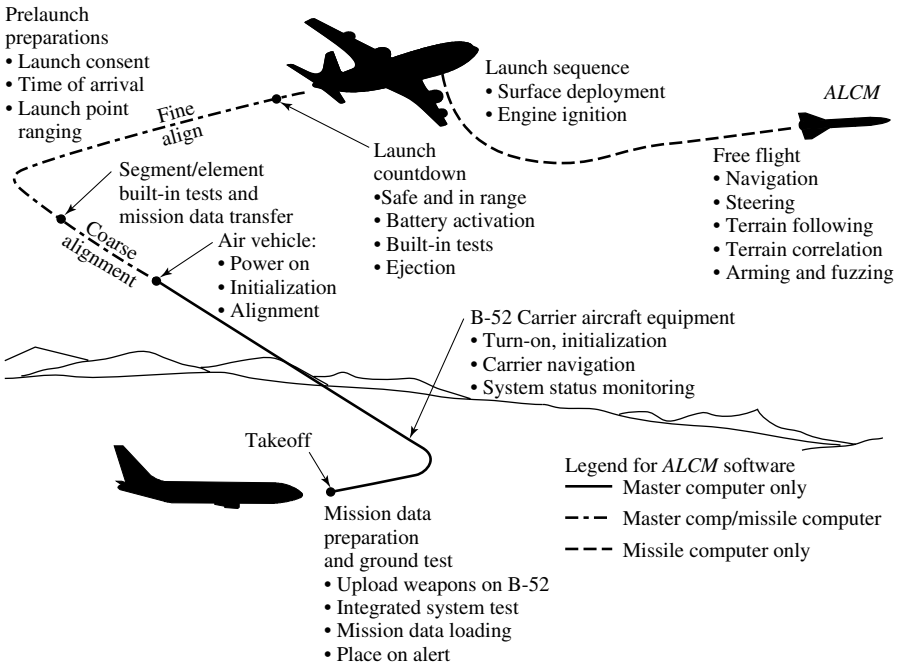 Prelaunch
preparations
• Launch consent
• Time of arrival
• Launch point
ranging
Fine
align
Launch sequence
• Surface deployment
• Engine ignition
ALCM
Segment/element
built-in tests and
mission data transfer
Launch
countdown
•Safe and in range
• Battery activation
• Built-in tests
• Ejection
Free flight
• Navigation
• Steering
• Terrain following
• Terrain correlation
• Arming and fuzzing
Coarse
alignment
Air vehicle:
• Power on
• Initialization
• Alignment
B-52 Carrier aircraft equipment
• Turn-on, initialization
• Carrier navigation
• System status monitoring
Takeoff
Mission data
preparation
and ground test
• Upload weapons on B-52
• Integrated system test
• Mission data loading
• Place on alert
Legend for ALCM software
Master computer only
Master comp/missile computer
Missile computer only